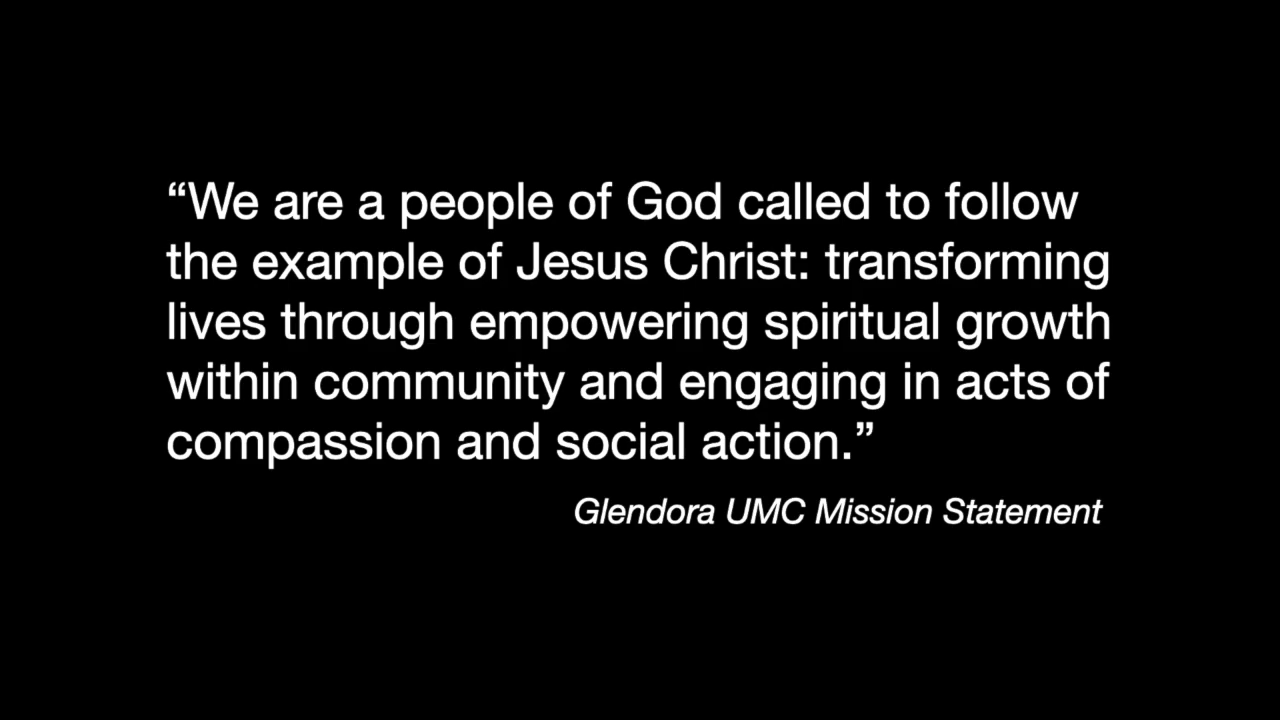 “We are a people of God called to follow
the example of Jesus Christ: transforming
lives through empowering spiritual growth
within community and engaging in acts of
compassion and social action.”
Glendora UMC Mission Statement